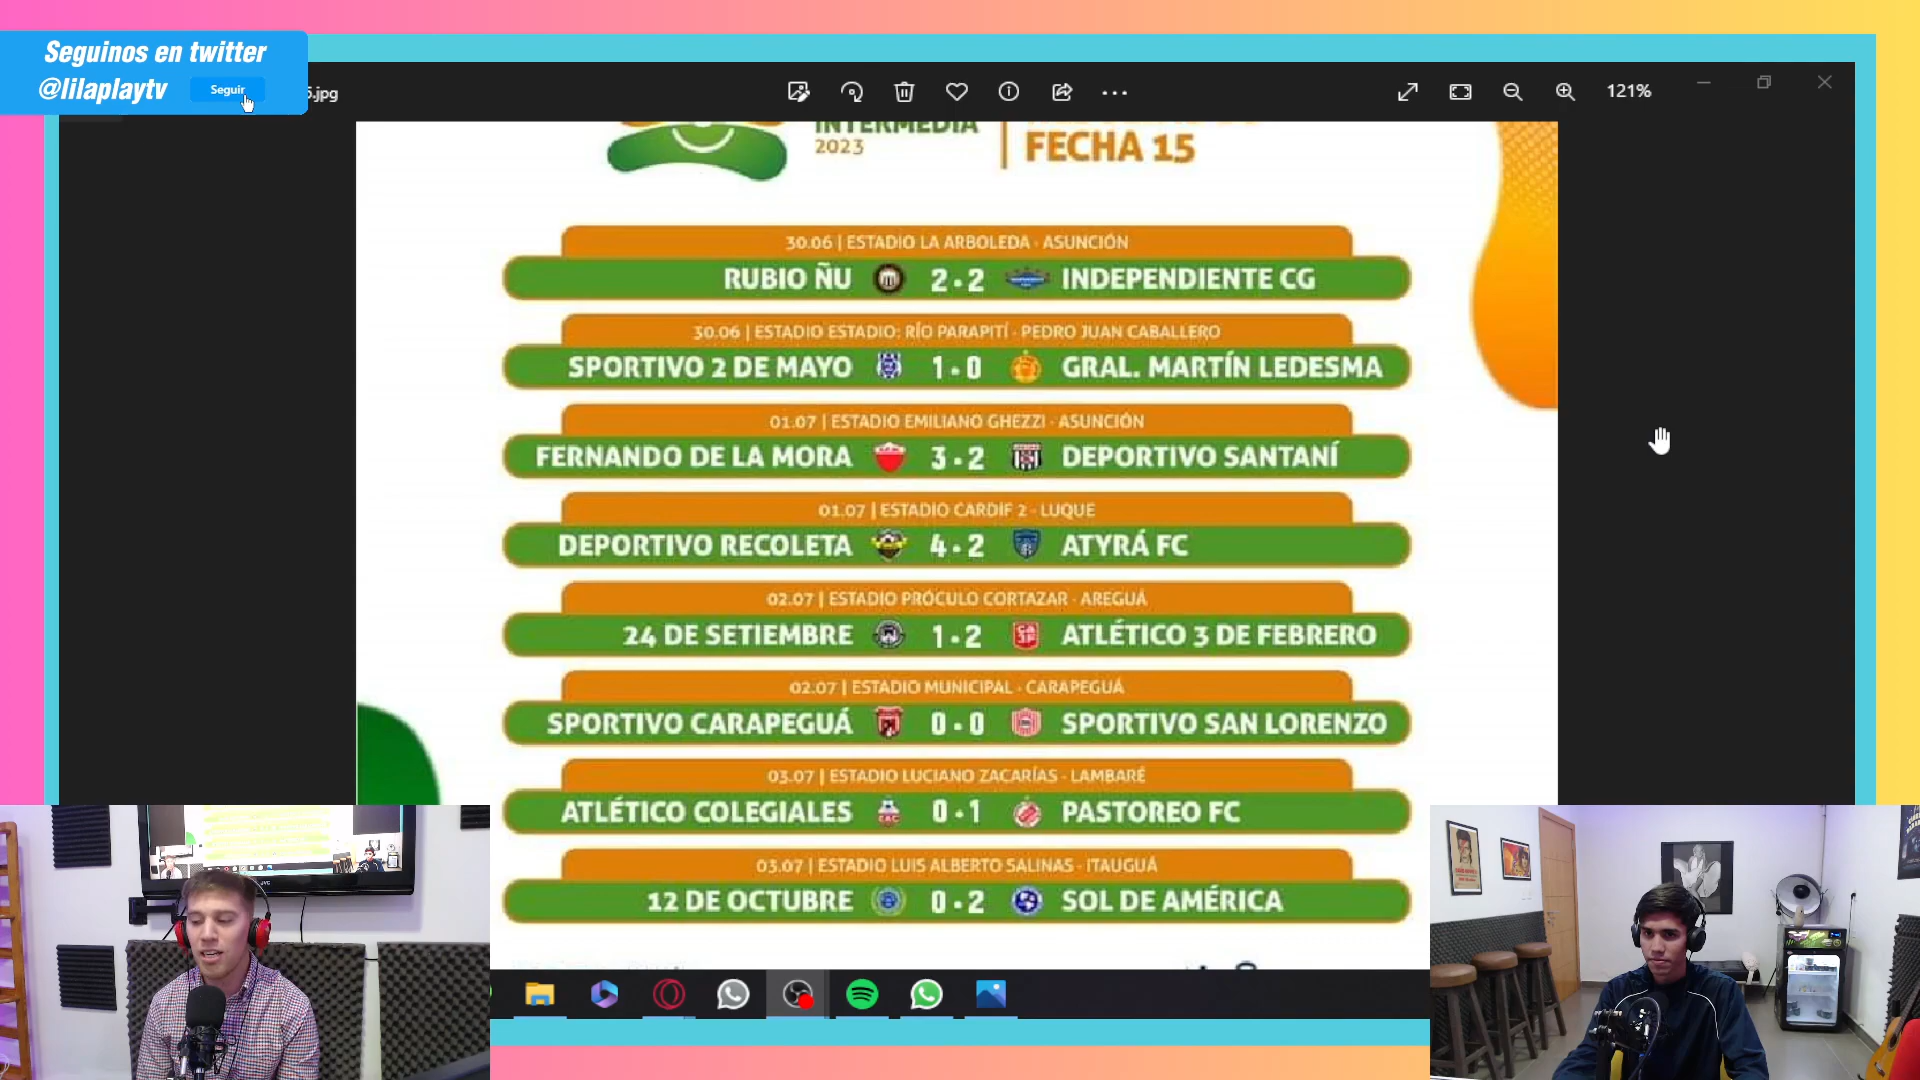 Seguinos en twitter
@lilaplaytv
Seguir
.jpg
121%
INTERMEDIA
2023
FECHA 15
30.06 | ESTADIO LA ARBOLEDA - ASUNCIÓN
RUBIO ÑU 2 - 2 INDEPENDIENTE CG
30.06 | ESTADIO ESTADIO: RÍO PARAPITÍ - PEDRO JUAN CABALLERO
SPORTIVO 2 DE MAYO 1 - 0 GRAL. MARTÍN LEDESMA
01.07 | ESTADIO EMILIANO GHEZZI - ASUNCIÓN
FERNANDO DE LA MORA 3 - 2 DEPORTIVO SANTANÍ
01.07 | ESTADIO CARDIF 2 - LUQUE
DEPORTIVO RECOLETA 4 - 2 ATYRÁ FC
02.07 | ESTADIO PRÓCULO CORTAZAR - AREGUÁ
24 DE SETIEMBRE 1 - 2 ATLÉTICO 3 DE FEBRERO
02.07 | ESTADIO MUNICIPAL - CARAPEGUÁ
SPORTIVO CARAPEGUÁ 0 - 0 SPORTIVO SAN LORENZO
03.07 | ESTADIO LUCIANO ZACARÍAS - LAMBARÉ
ATLÉTICO COLEGIALES 0 - 1 PASTOREO FC
03.07 | ESTADIO LUIS ALBERTO SALINAS - ITAUGUÁ
12 DE OCTUBRE 0 - 2 SOL DE AMÉRICA